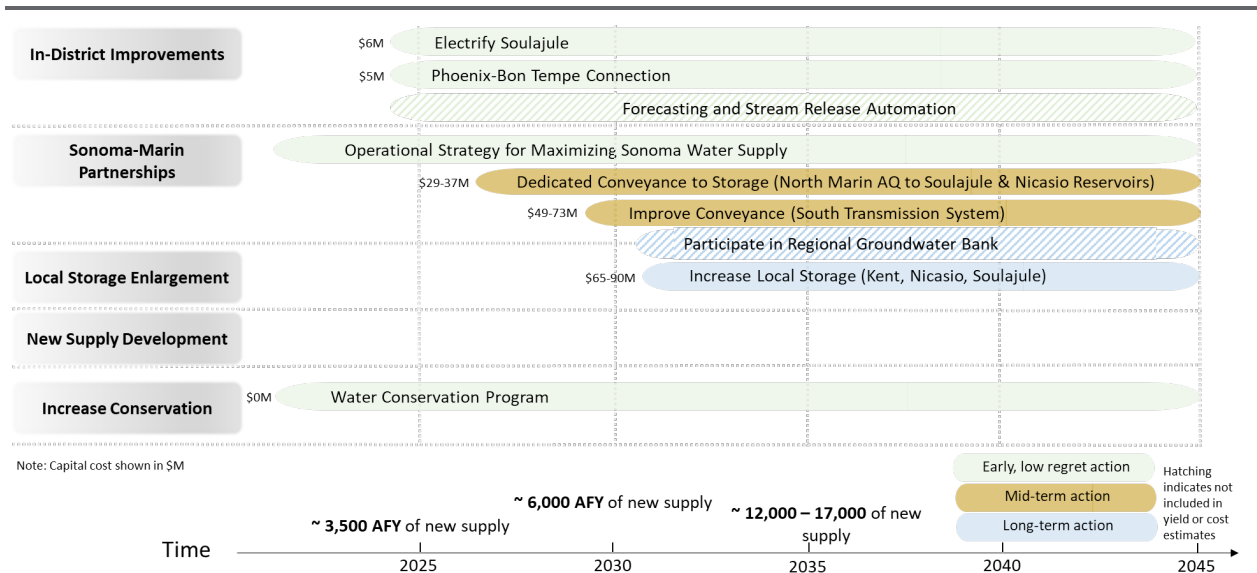 In-District Improvements
$6M
Electrify Soulajule
$5M
Phoenix-Bon Tempe Connection
Forecasting and Stream Release Automation
Sonoma-Marin
Partnerships
Operational Strategy for Maximizing Sonoma Water Supply
$29-37M
Dedicated Conveyance to Storage (North Marin AQ to Soulajule & Nicasio Reservoirs)
$49-73M
Improve Conveyance (South Transmission System)
Participate in Regional Groundwater Bank
Local Storage Enlargement
$65-90M
Increase Local Storage (Kent, Nicasio, Soulajule)
New Supply Development
Increase Conservation
$0M
Water Conservation Program
Note: Capital cost shown in $M
~ 3,500 AFY of new supply
~ 6,000 AFY of new supply
~ 12,000 – 17,000 of new
supply
Early, low regret action
Mid-term action
Long-term action
Hatching
indicates not
included in
yield or cost
estimates
Time
2025
2030
2035
2040
2045